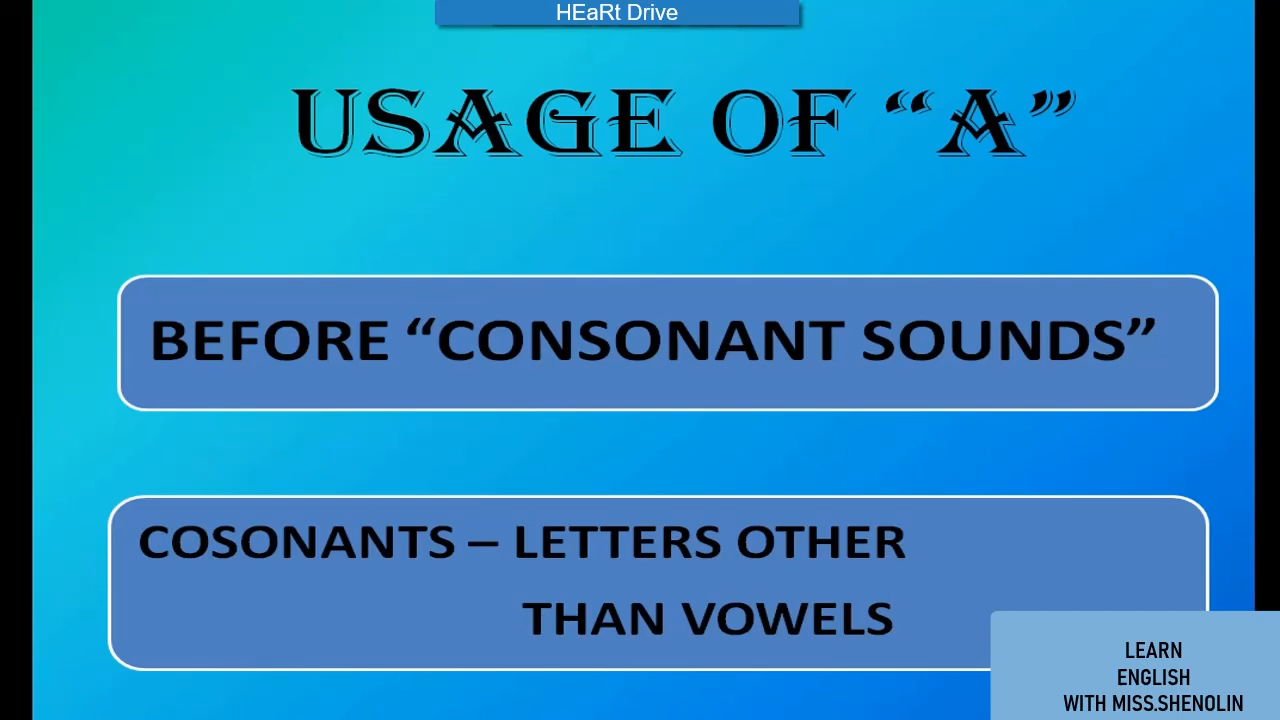 HEaRt Drive
USAGE OF “A”
BEFORE “CONSONANT SOUNDS”
COSONANTS – LETTERS OTHER
THAN VOWELS
LEARN
ENGLISH
WITH MISS.SHENOLIN